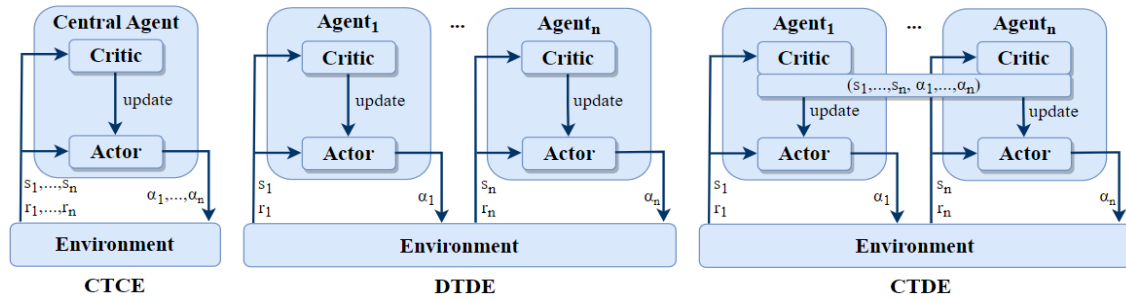 Central Agent
Critic
update
Actor
s₁,...,sₙ
r₁,...,rₙ
α₁,...,αₙ
Environment
CTCE
Agent₁
...
Agentₙ
Critic
Critic
update
update
Actor
Actor
s₁
r₁
α₁
sₙ
rₙ
αₙ
Environment
DTDE
Agent₁
...
Agentₙ
Critic
Critic
(s₁,...,sₙ, α₁,...,αₙ)
update
update
Actor
Actor
s₁
r₁
α₁
sₙ
rₙ
αₙ
Environment
CTDE